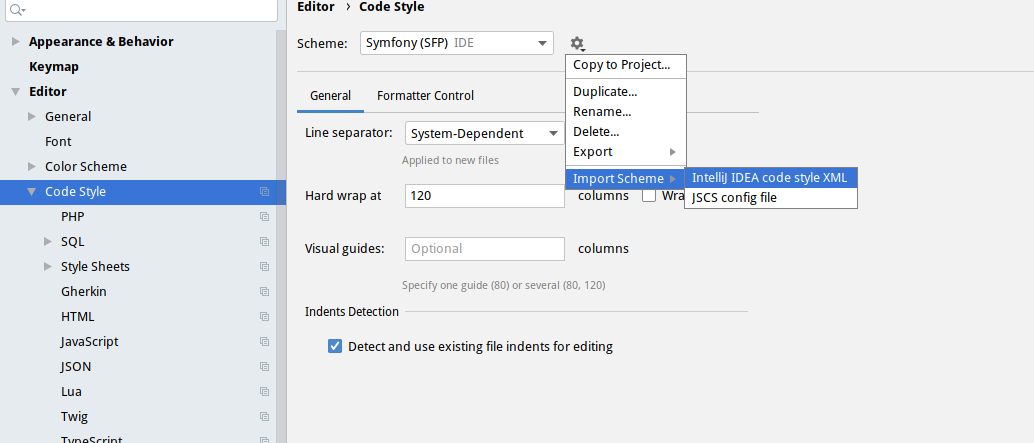 Editor › Code Style
Appearance & Behavior
Keymap
Editor
General
Font
Color Scheme
Code Style
PHP
SQL
Style Sheets
Gherkin
HTML
JavaScript
JSON
Lua
Twig
TypeScript
Scheme: Symfony (SFP) IDE
Copy to Project...
Duplicate...
Rename...
Delete...
Export
Import Scheme
IntelliJ IDEA code style XML
JSCS config file
General Formatter Control
Line separator: System-Dependent
Applied to new files
Hard wrap at 120 columns Wra
Visual guides: Optional columns
Specify one guide (80) or several (80, 120)
Indents Detection
Detect and use existing file indents for editing